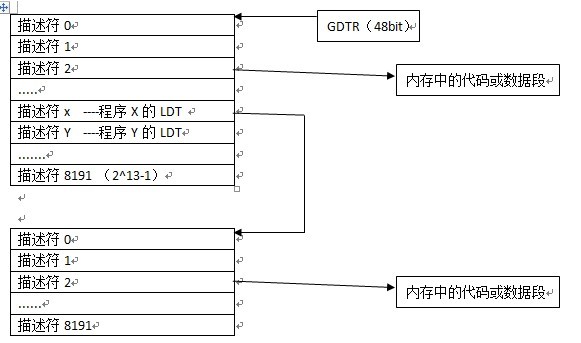 描述符 0
GDTR（48bit）
描述符 1
描述符 2
内存中的代码或数据段
.....
描述符 x ----程序 X 的 LDT
描述符 Y ----程序 Y 的 LDT
.......
描述符 8191 （2^13-1）
描述符 0
描述符 1
描述符 2
内存中的代码或数据段
......
描述符 8191